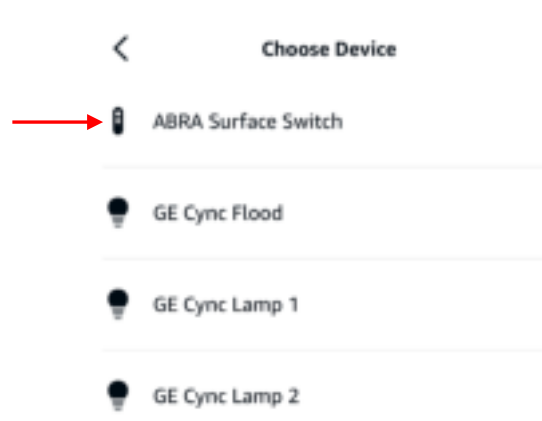 Choose Device
ABRA Surface Switch
GE Cync Flood
GE Cync Lamp 1
GE Cync Lamp 2